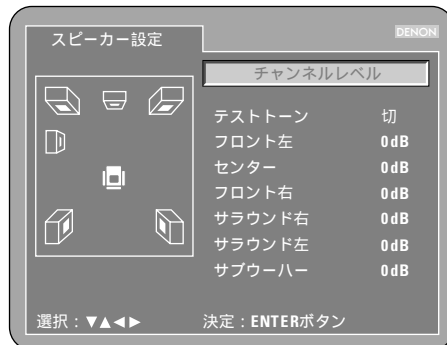 スピーカー設定
DENON
チャンネルレベル
テストトーン 切
フロント左 0dB
センター 0dB
フロント右 0dB
サラウンド右 0dB
サラウンド左 0dB
サブウーハー 0dB
選択：▼▲◀▶ 決定：ENTERボタン